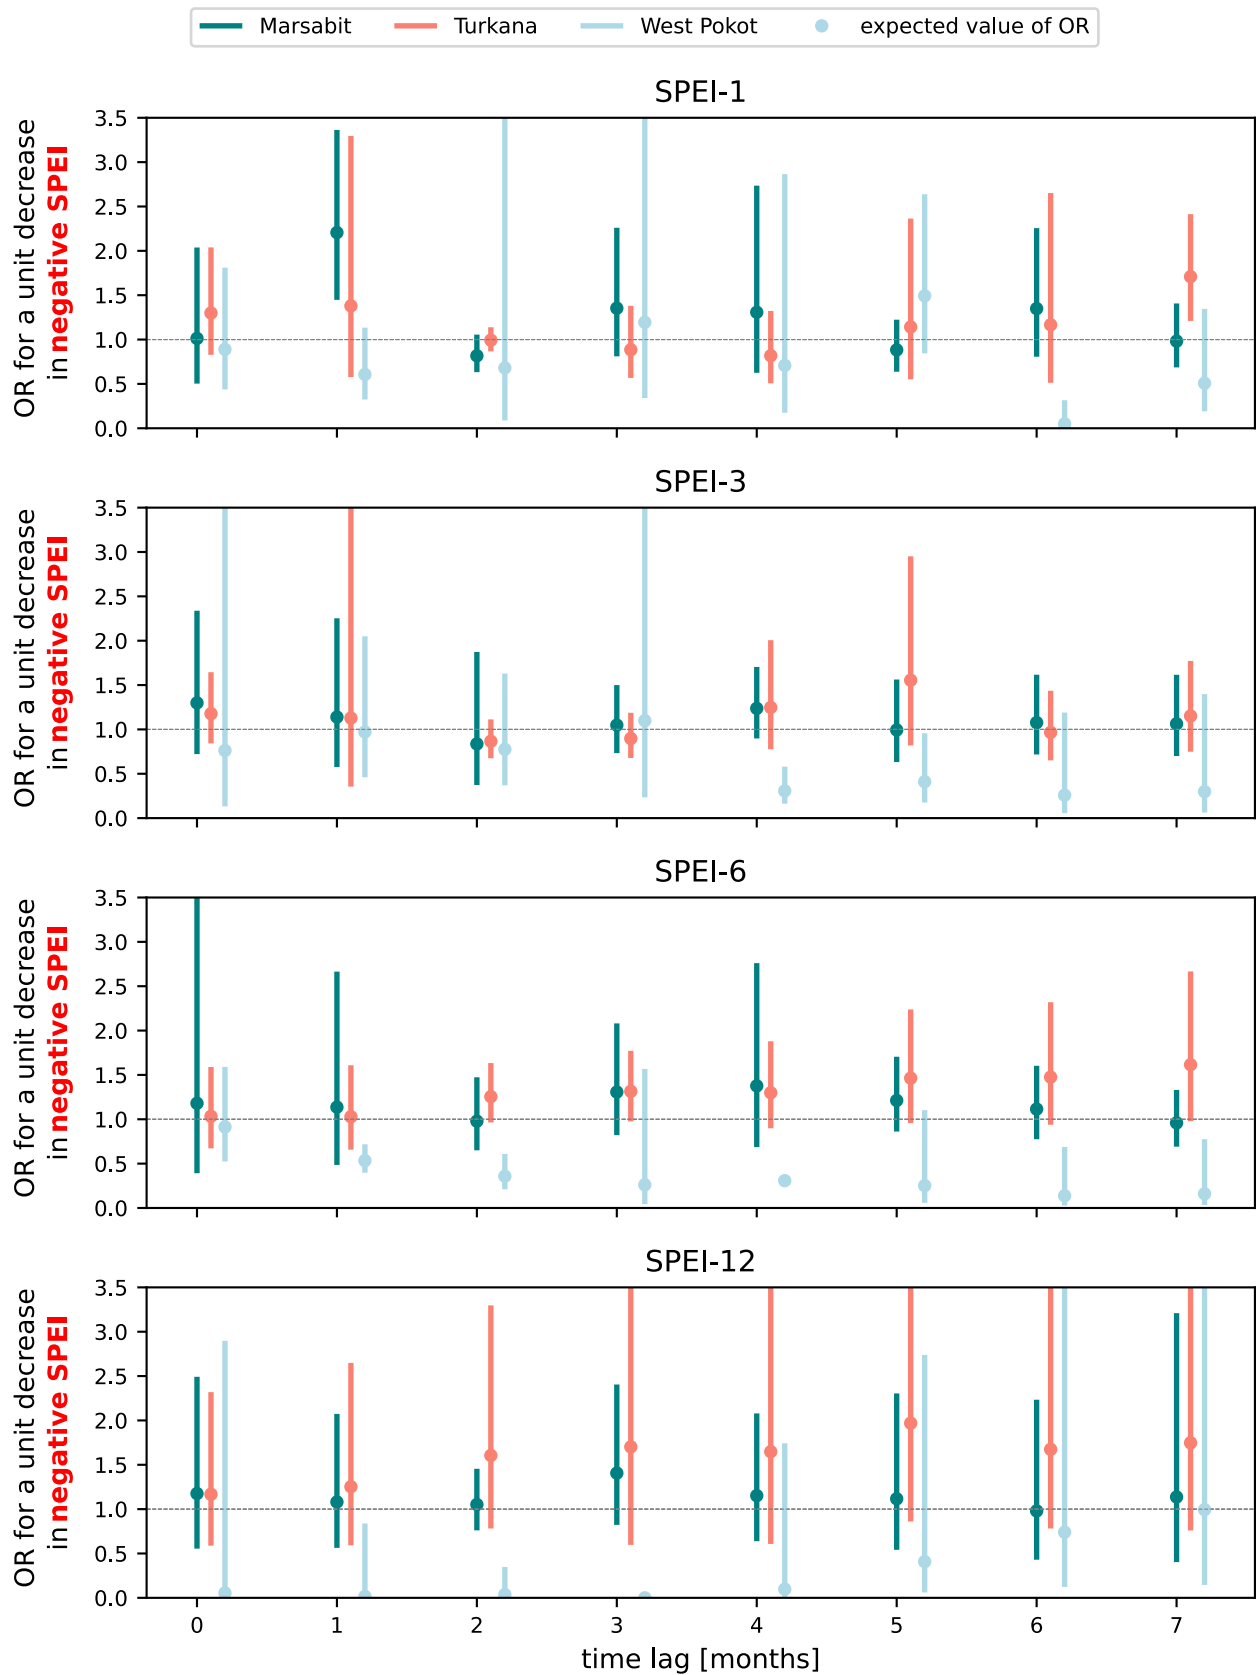 Marsabit Turkana West Pokot expected value of OR
SPEI-1
OR for a unit decrease
in negative SPEI
3.5
3.0
2.5
2.0
1.5
1.0
0.5
0.0
SPEI-3
OR for a unit decrease
in negative SPEI
3.5
3.0
2.5
2.0
1.5
1.0
0.5
0.0
SPEI-6
OR for a unit decrease
in negative SPEI
3.5
3.0
2.5
2.0
1.5
1.0
0.5
0.0
SPEI-12
OR for a unit decrease
in negative SPEI
3.5
3.0
2.5
2.0
1.5
1.0
0.5
0.0
0 1 2 3 4 5 6 7
time lag [months]